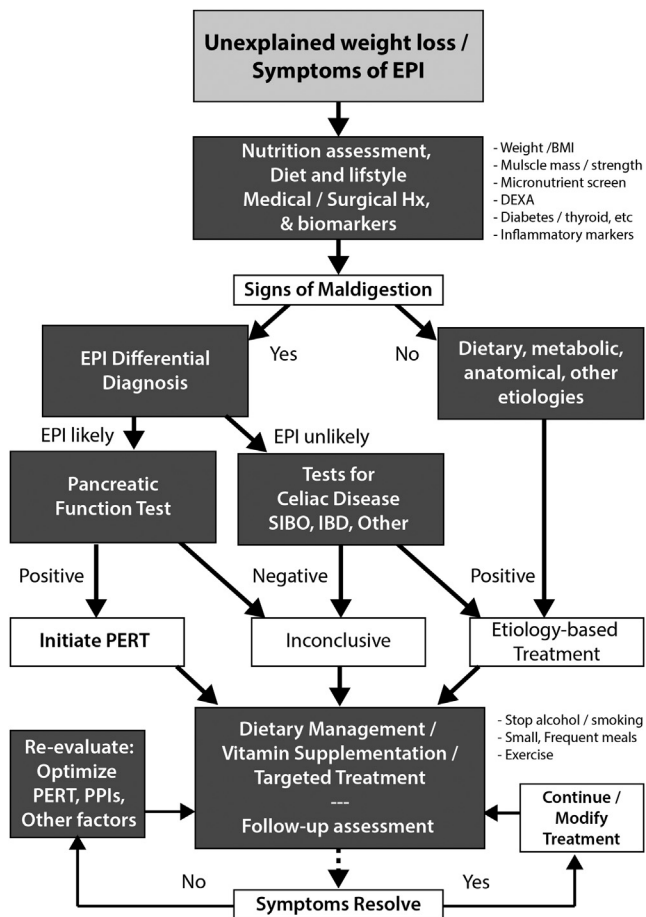 Unexplained weight loss /
Symptoms of EPI
Nutrition assessment,
Diet and lifstyle
Medical / Surgical Hx,
& biomarkers
- Weight /BMI
- Mulscle mass / strength
- Micronutrient screen
- DEXA
- Diabetes / thyroid, etc
- Inflammatory markers
Signs of Maldigestion
Yes
No
EPI Differential
Diagnosis
Dietary, metabolic,
anatomical, other
etiologies
EPI likely
EPI unlikely
Pancreatic
Function Test
Tests for
Celiac Disease
SIBO, IBD, Other
Positive
Negative
Positive
Initiate PERT
Inconclusive
Etiology-based
Treatment
Dietary Management /
Vitamin Supplementation /
Targeted Treatment
---
Follow-up assessment
- Stop alcohol / smoking
- Small, Frequent meals
- Exercise
Re-evaluate:
Optimize
PERT, PPIs,
Other factors
Continue /
Modify
Treatment
No
Yes
Symptoms Resolve